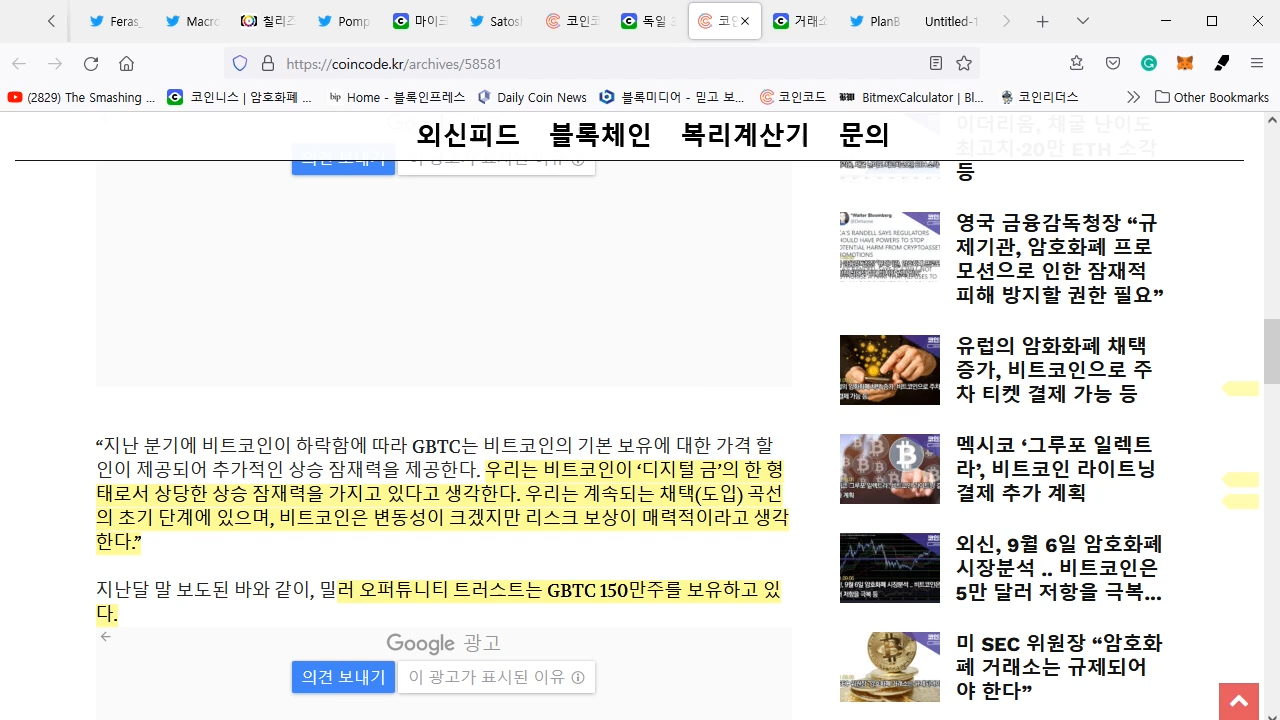 Feras
Macro
칠리즈
Pomp
마이크
Satosh
코인코
독일
코인
거래소
PlanB
Untitled-1
https://coincode.kr/archives/58581
(2829) The Smashing ...
코인니스 | 암호화폐 ...
Home - 블록인프레스
Daily Coin News
블록미디어 - 믿고 보...
코인코드
BitmexCalculator | Bl...
코인리더스
Other Bookmarks
외신피드 블록체인 복리계산기 문의
의견 보내기 이 광고가 표시된 이유
“지난 분기에 비트코인이 하락함에 따라 GBTC는 비트코인의 기본 보유에 대한 가격 할
인이 제공되어 추가적인 상승 잠재력을 제공한다. 우리는 비트코인이 ‘디지털 금’의 한 형
태로서 상당한 상승 잠재력을 가지고 있다고 생각한다. 우리는 계속되는 채택(도입) 곡선
의 초기 단계에 있으며, 비트코인은 변동성이 크겠지만 리스크 보상이 매력적이라고 생각
한다.”
지난달 말 보도된 바와 같이, 밀러 오퍼튜니티 트러스트는 GBTC 150만주를 보유하고 있
다.
Google 광고
의견 보내기 이 광고가 표시된 이유
이더리움, 채굴 난이도
최고치·20만 ETH 소각
등
영국 금융감독청장 “규
제기관, 암호화폐 프로
모션으로 인한 잠재적
피해 방지할 권한 필요”
유럽의 암화화폐 채택
증가, 비트코인으로 주
차 티켓 결제 가능 등
멕시코 ‘그루포 일렉트
라’, 비트코인 라이트닝
결제 추가 계획
외신, 9월 6일 암호화폐
시장분석 .. 비트코인은
5만 달러 저항을 극복...
미 SEC 위원장 “암호화
폐 거래소는 규제되어
야 한다”